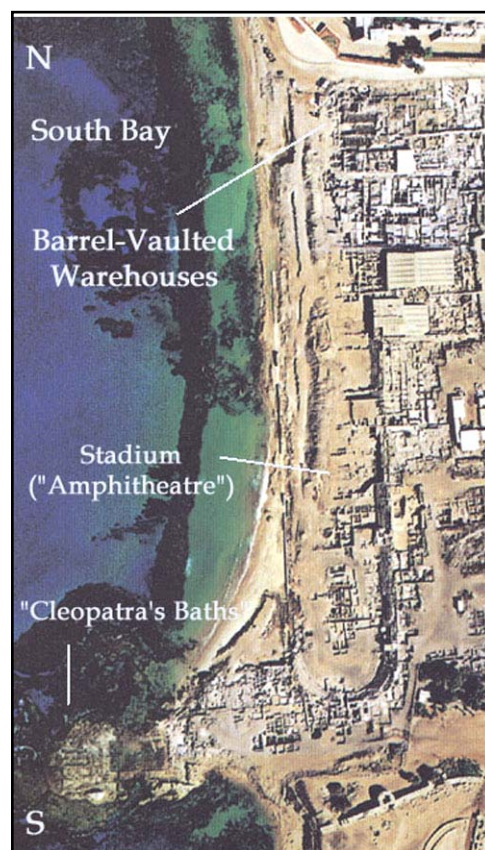 N
South Bay
Barrel-Vaulted
Warehouses
Stadium
("Amphitheatre")
"Cleopatra's Baths"
S